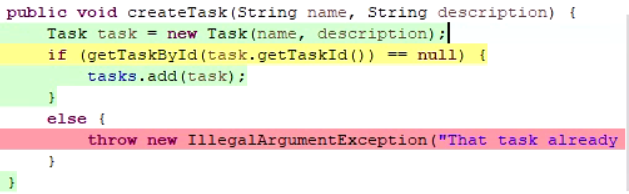 public void createTask(String name, String description) {
    Task task = new Task(name, description);
    if (getTaskById(task.getTaskId()) == null) {
        tasks.add(task);
    }
    else {
        throw new IllegalArgumentException("That task already
    }
}